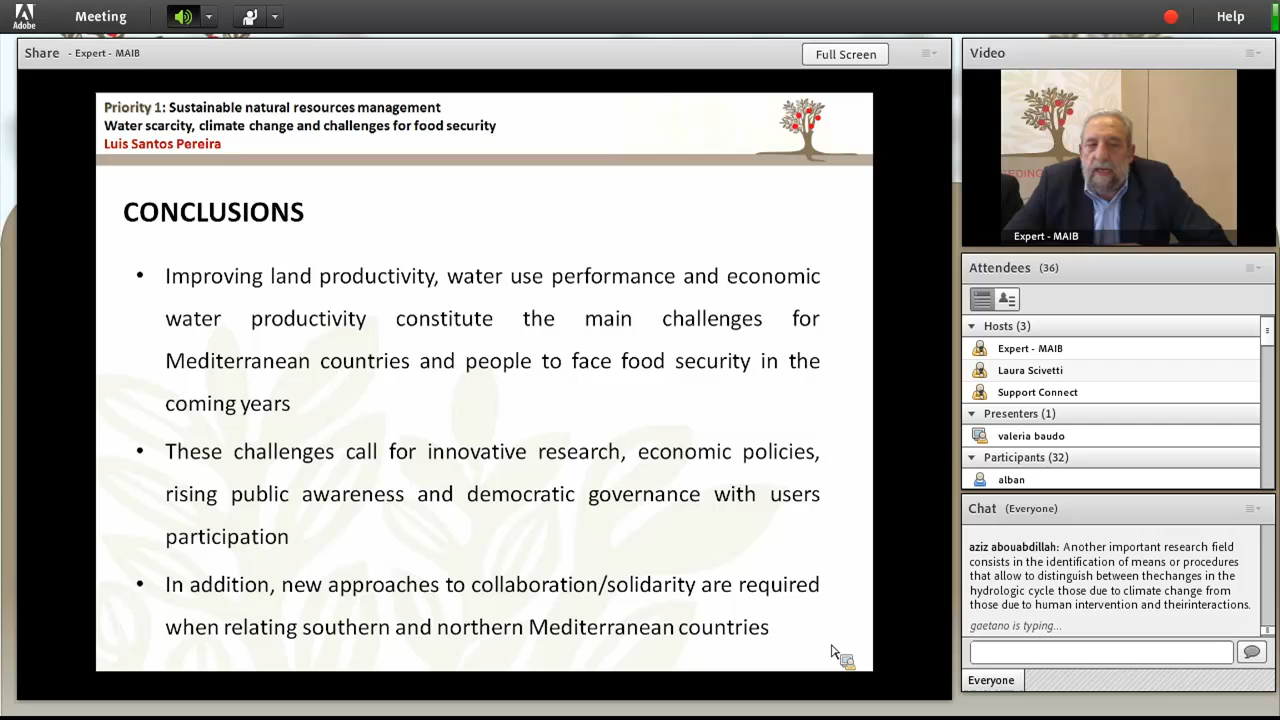 Adobe
Meeting
Help
Share - Expert - MAIB
Full Screen
Priority 1: Sustainable natural resources management
Water scarcity, climate change and challenges for food security
Luis Santos Pereira
CONCLUSIONS
• Improving land productivity, water use performance and economic
water productivity constitute the main challenges for
Mediterranean countries and people to face food security in the
coming years
• These challenges call for innovative research, economic policies,
rising public awareness and democratic governance with users
participation
• In addition, new approaches to collaboration/solidarity are required
when relating southern and northern Mediterranean countries
Video
Expert - MAIB
Attendees (36)
Hosts (3)
Expert - MAIB
Laura Scivetti
Support Connect
Presenters (1)
valeria baudo
Participants (32)
alban
Chat (Everyone)
aziz abouabdillah: Another important research field
consists in the identification of means or procedures
that allow to distinguish between thechanges in the
hydrologic cycle those due to climate change from
those due to human intervention and theirinteractions.
gaetano is typing...
Everyone